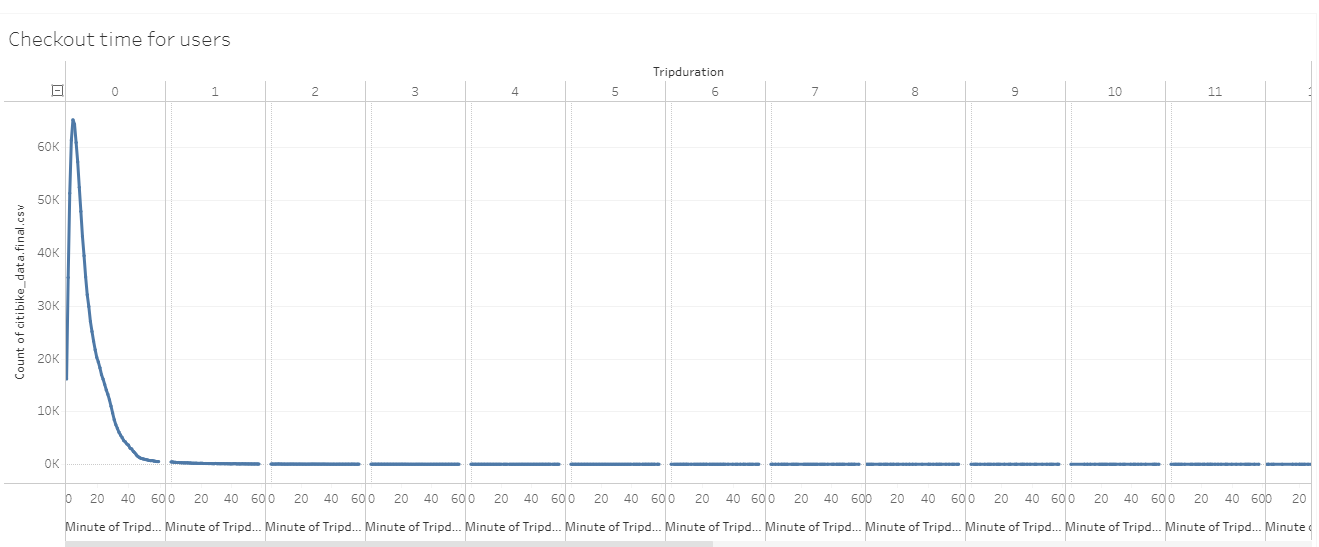 Checkout time for users
Tripduration
0 1 2 3 4 5 6 7 8 9 10 11
Count of citibike_data.final.csv
60K
50K
40K
30K
20K
10K
0K
0 20 40 60 0 20 40 60 0 20 40 60 0 20 40 60 0 20 40 60 0 20 40 60 0 20 40 60 0 20 40 60 0 20 40 60 0 20 40 60 0 20 40 60 0 20 40 60 0 20
Minute of Tripd... Minute of Tripd... Minute of Tripd... Minute of Tripd... Minute of Tripd... Minute of Tripd... Minute of Tripd... Minute of Tripd... Minute of Tripd... Minute of Tripd... Minute of Tripd... Minute of Tripd... Minute